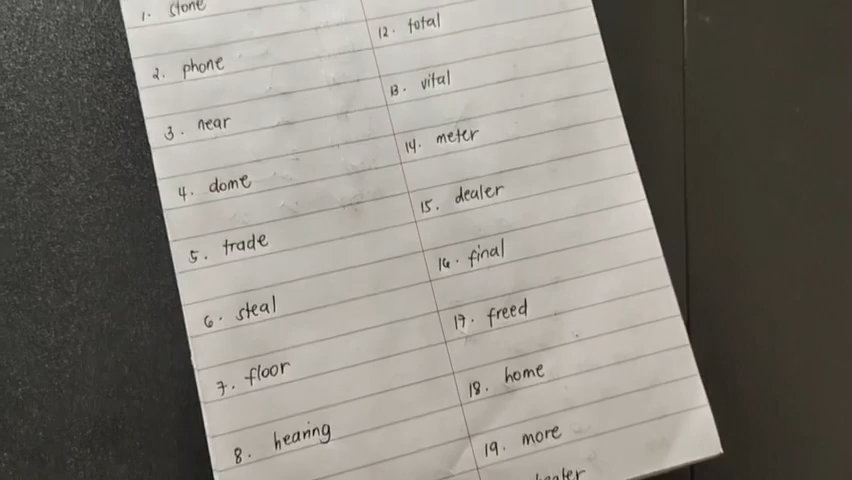 1. stone
2. phone
3. near
4. dome
5. trade
6. steal
7. floor
8. hearing
12. total
13. vital
14. meter
15. dealer
16. final
17. freed
18. home
19. more